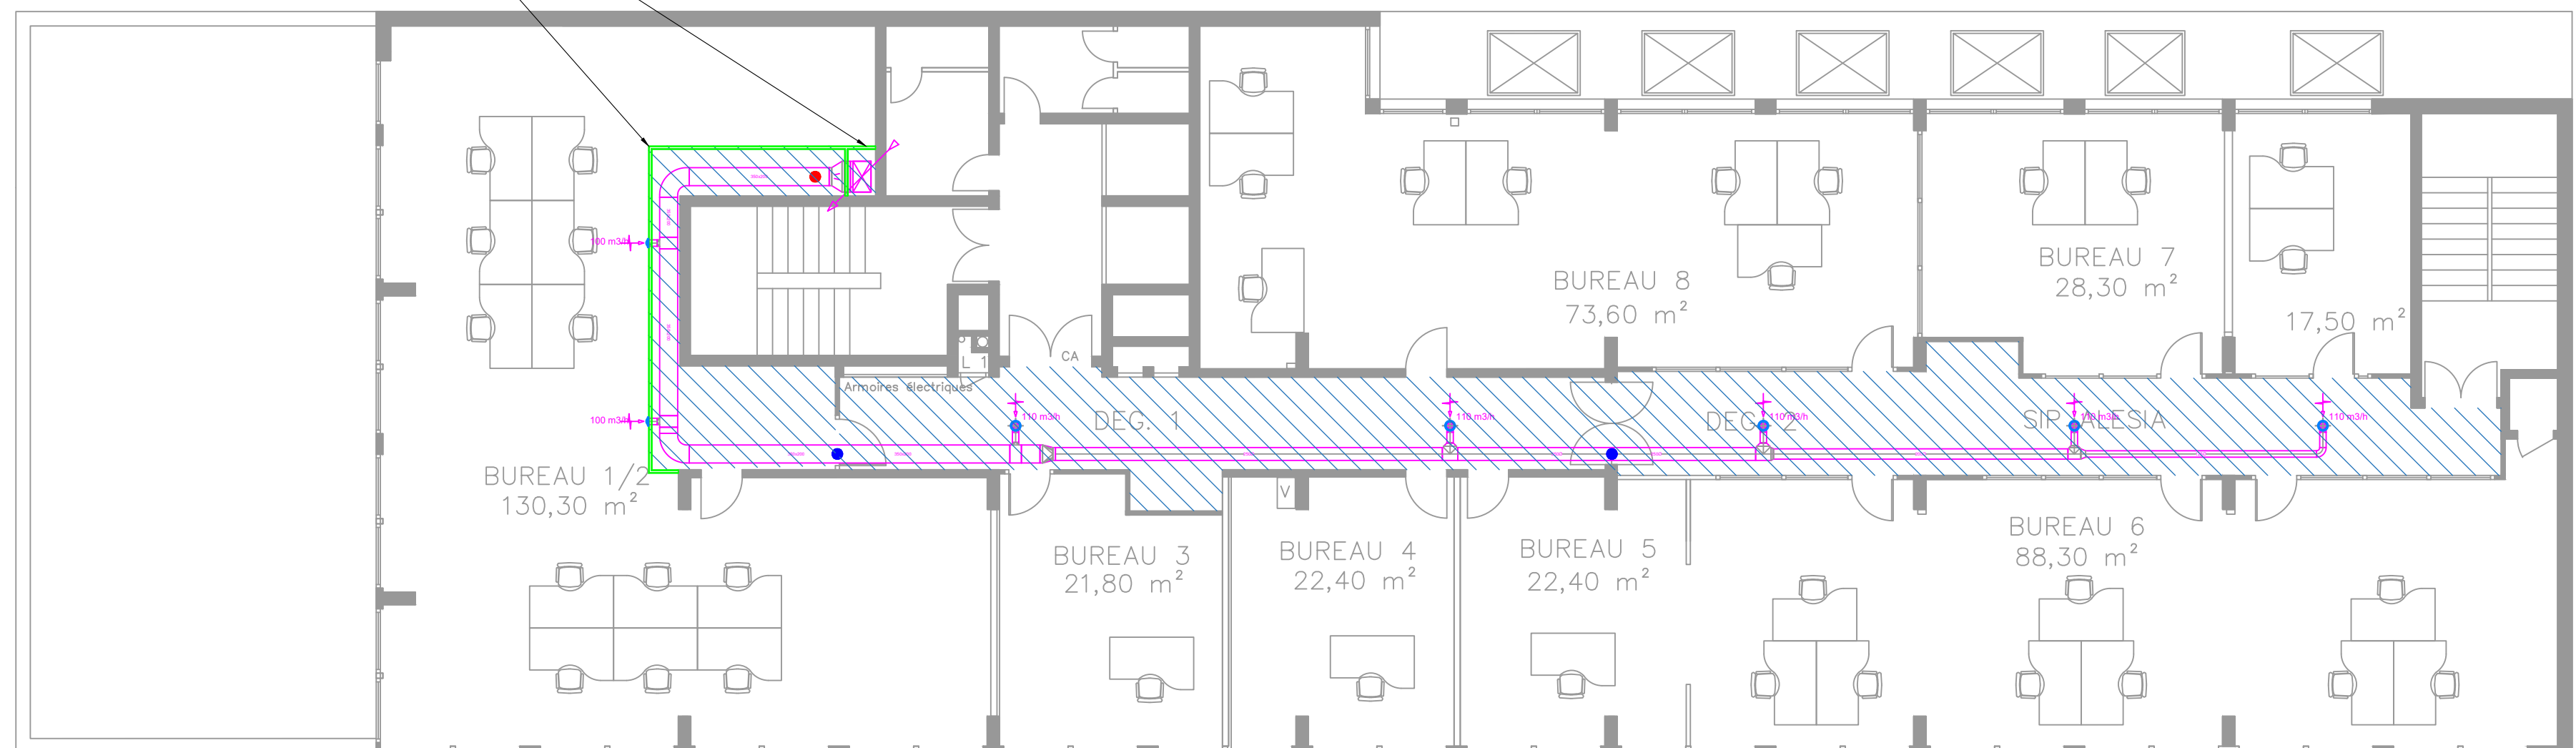 100 m3/h
BUREAU 7
28,30 m²
BUREAU 8
73,60 m²
17,50 m²
L 1
CA
Armoires électriques
100 m3/h
110 m3/h
DEG. 1
110 m3/h
DEG. 2
110 m3/h
SIP ALESIA
110 m3/h
110 m3/h
BUREAU 1/2
130,30 m²
V
BUREAU 3
21,80 m²
BUREAU 4
22,40 m²
BUREAU 5
22,40 m²
BUREAU 6
88,30 m²